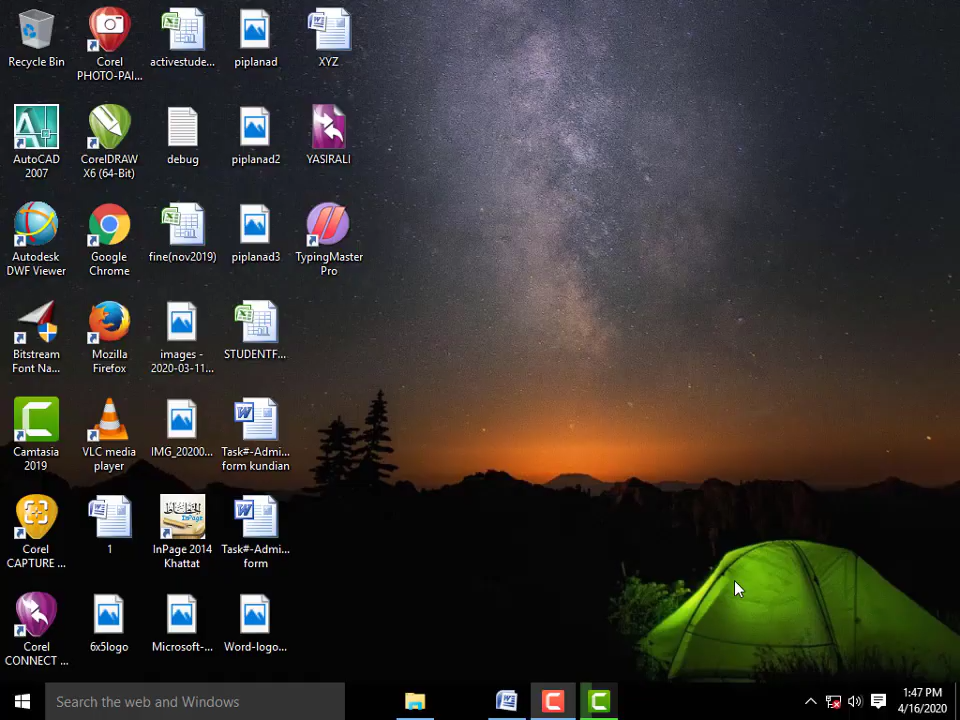 Recycle Bin
Corel
PHOTO-PAI...
activestude...
piplanad
XYZ
AutoCAD
2007
CorelDRAW
X6 (64-Bit)
debug
piplanad2
YASIRALI
Autodesk
DWF Viewer
Google
Chrome
fine(nov2019)
piplanad3
TypingMaster
Pro
Bitstream
Font Na...
Mozilla
Firefox
images -
2020-03-11...
STUDENTF...
Camtasia
2019
VLC media
player
IMG_20200...
Task#-Admi...
form kundian
Corel
CAPTURE ...
1
InPage 2014
Khattat
Task#-Admi...
form
Corel
CONNECT ...
6x5logo
Microsoft-...
Word-logo...
Search the web and Windows
1:47 PM
4/16/2020